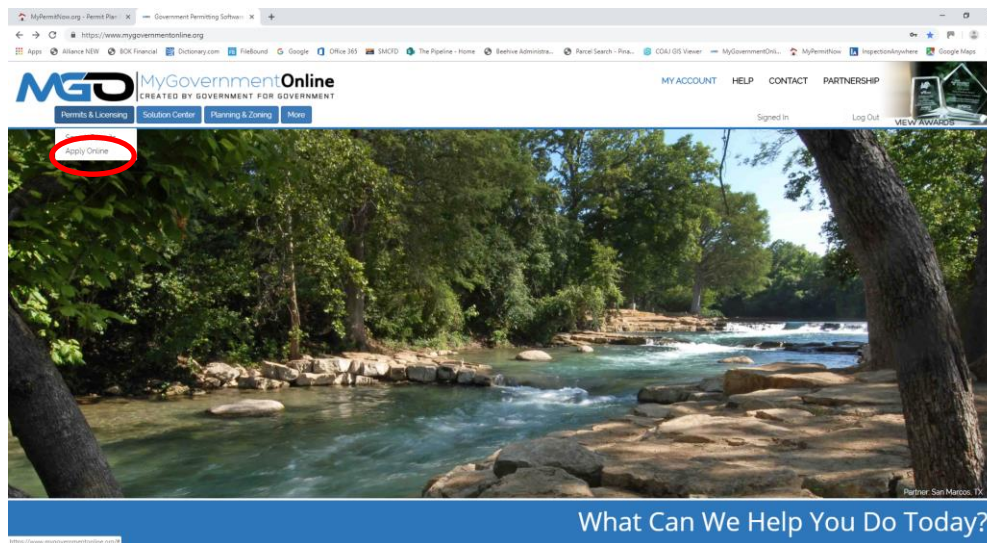 MyPermitNow.org - Permit Plan
Government Permitting Softwar
https://www.mygovernmentonline.org
Apps Alliance NEW BOK Financial Dictionary.com FileBound Google Office 365 SMCFD The Pipeline - Home Beehive Administra... Parcel Search - Pina... COAJ GIS Viewer MyGovernmentOnli... MyPermitNow InspectionAnywhere Google Maps
MGO MyGovernmentOnline
CREATED BY GOVERNMENT FOR GOVERNMENT
MY ACCOUNT HELP CONTACT PARTNERSHIP
Permits & Licensing Solution Center Planning & Zoning More
Signed In Log Out
VIEW AWARDS
Apply Online
Partner: San Marcos, TX
What Can We Help You Do Today?